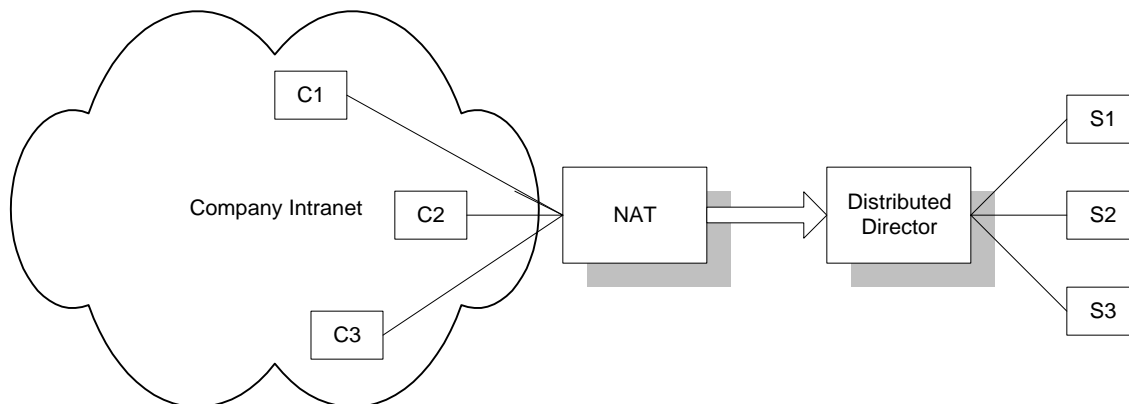 C1
Company Intranet
C2
C3
NAT
Distributed
Director
S1
S2
S3